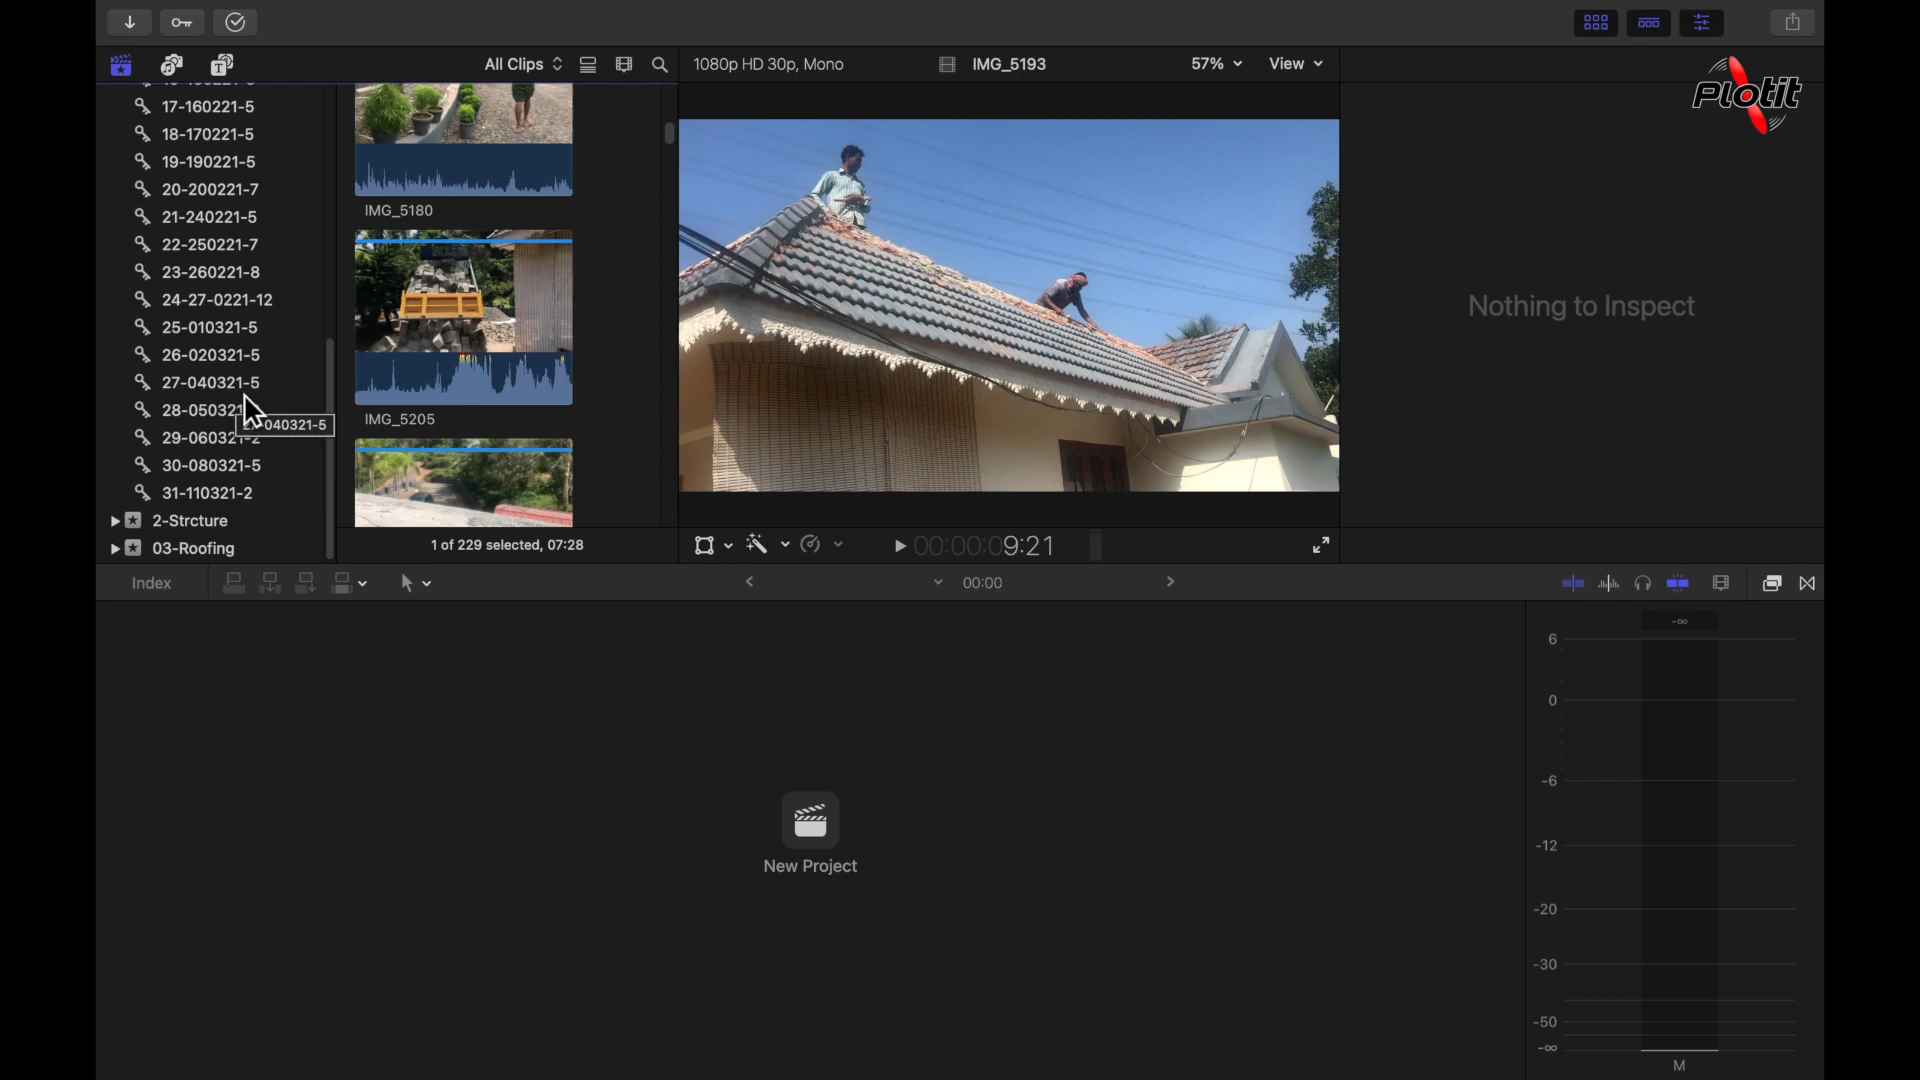 All Clips
1080p HD 30p, Mono
IMG_5193
57%
View
Plotit
17-160221-5
18-170221-5
19-190221-5
20-200221-7
21-240221-5
22-250221-7
23-260221-8
24-27-0221-12
25-010321-5
26-020321-5
27-040321-5
28-050321
040321-5
30-080321-5
31-110321-2
2-Strcture
03-Roofing
IMG_5180
IMG_5205
1 of 229 selected, 07:28
00:00:09:21
Nothing to Inspect
Index
00:00
New Project
-∞
6
0
-6
-12
-20
-30
-50
-∞
M